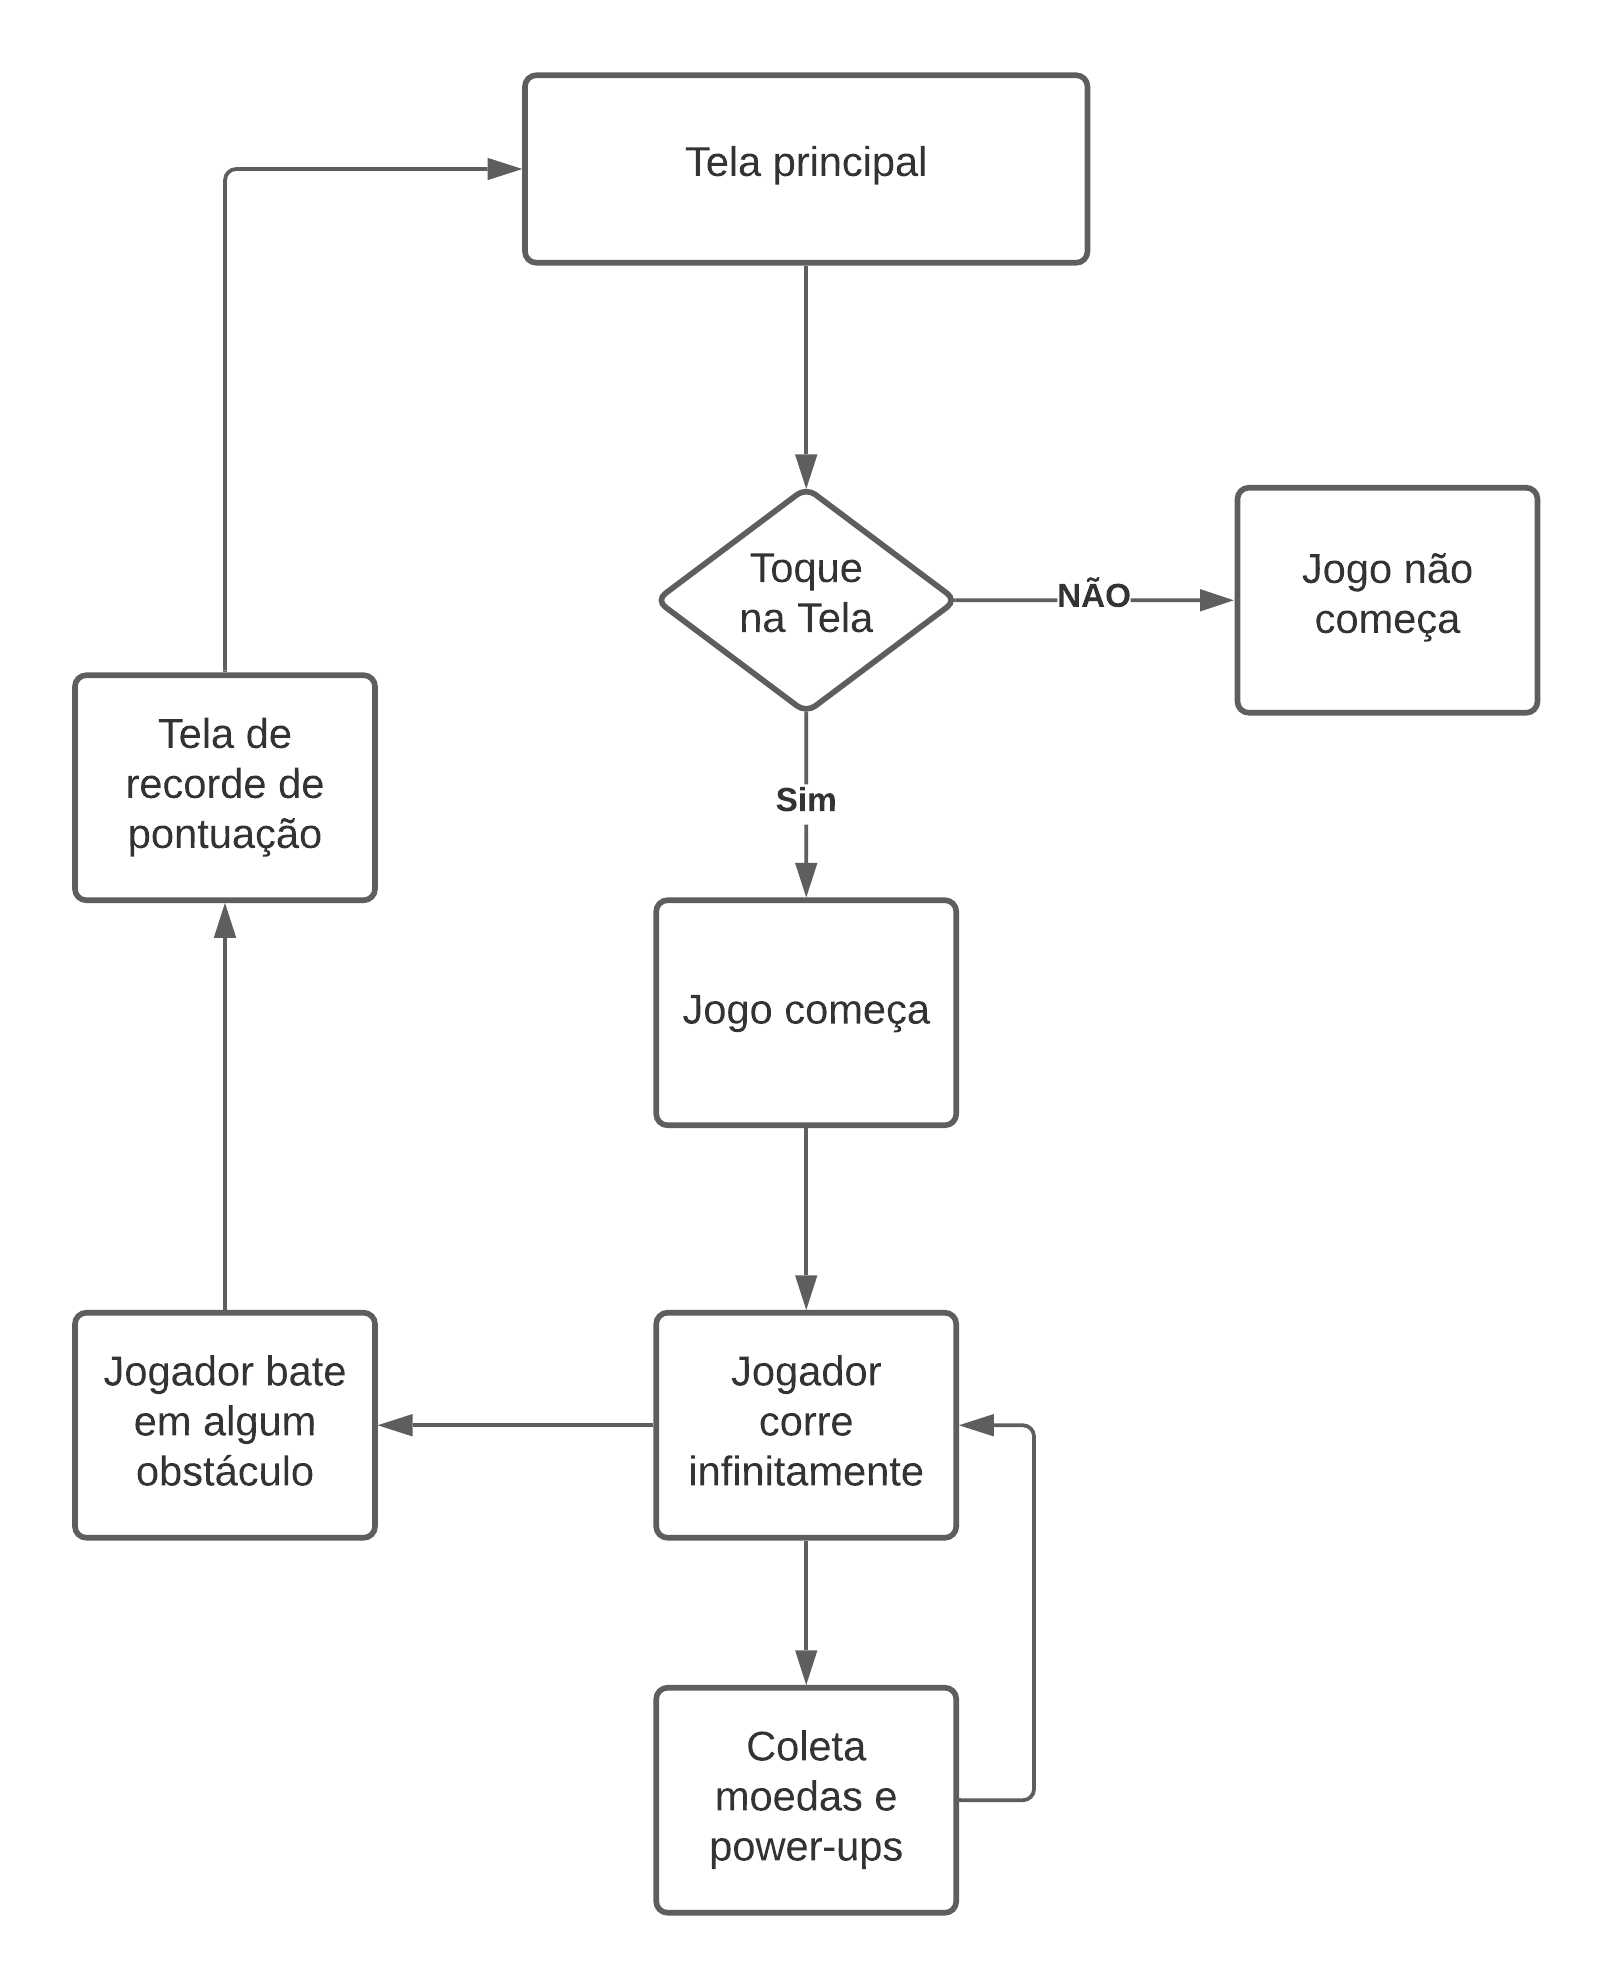 Tela principal
Toque
na Tela
NÃO
Jogo não
começa
Sim
Tela de
recorde de
pontuação
Jogo começa
Jogador bate
em algum
obstáculo
Jogador
corre
infinitamente
Coleta
moedas e
power-ups